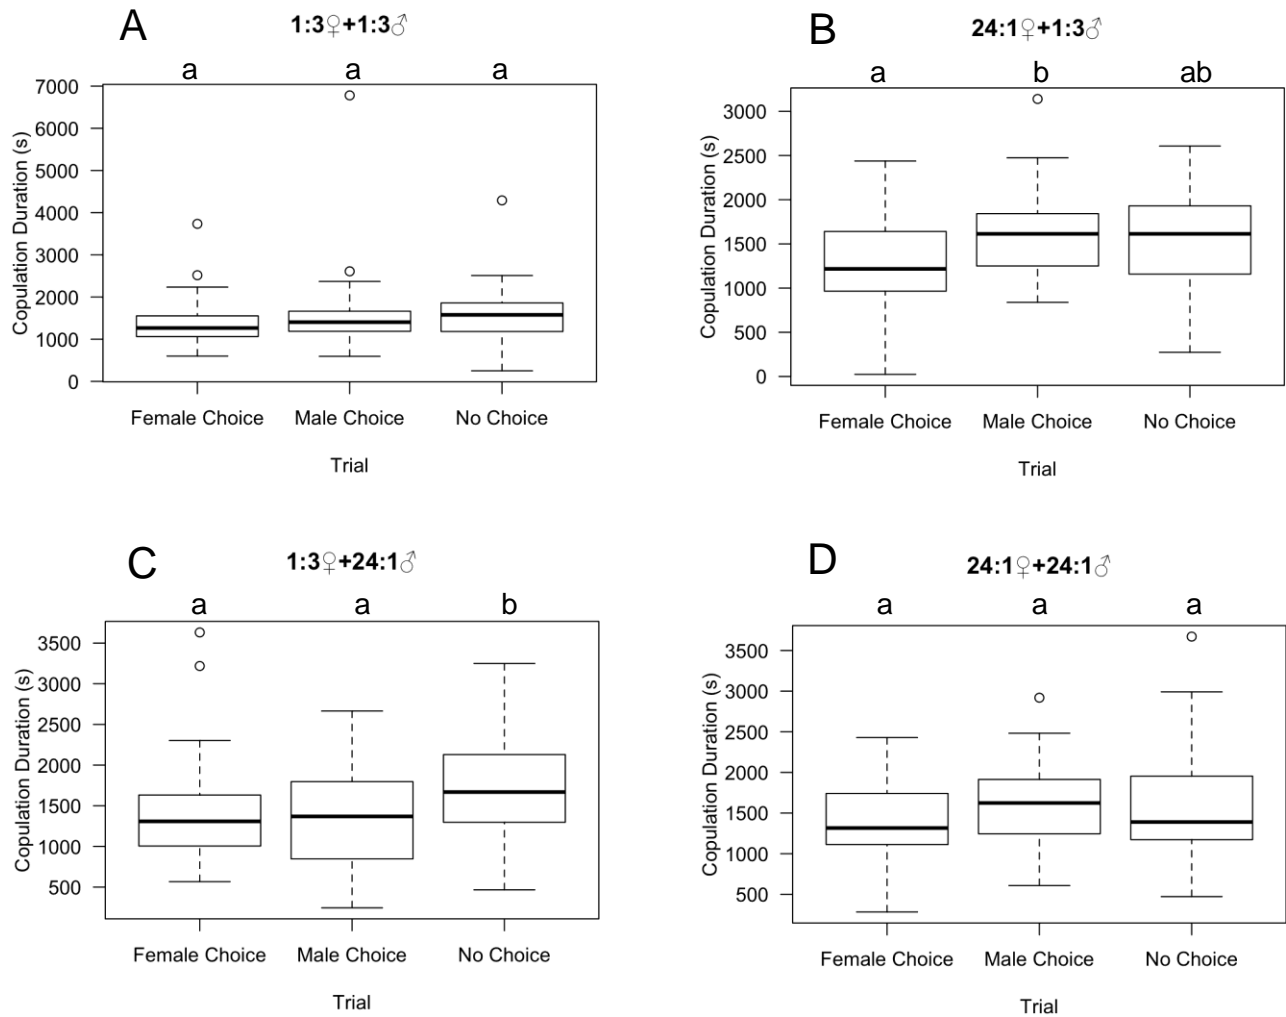 A
1:3♀+1:3♂
a a a
7000
6000
5000
4000
3000
2000
1000
0
Copulation Duration (s)
Female Choice Male Choice No Choice
Trial
B
24:1♀+1:3♂
a b ab
3000
2500
2000
1500
1000
500
0
Copulation Duration (s)
Female Choice Male Choice No Choice
Trial
C
1:3♀+24:1♂
a a b
3500
3000
2500
2000
1500
1000
500
Copulation Duration (s)
Female Choice Male Choice No Choice
Trial
D
24:1♀+24:1♂
a a a
3500
3000
2500
2000
1500
1000
500
Copulation Duration (s)
Female Choice Male Choice No Choice
Trial